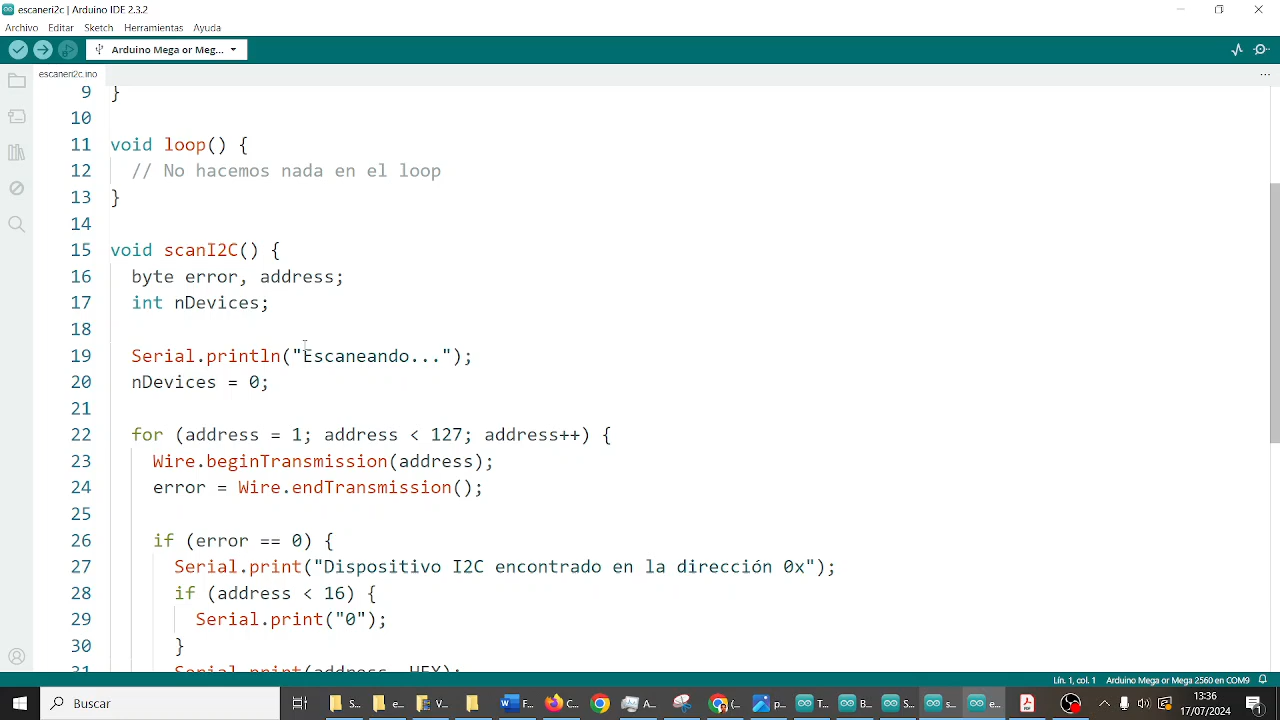 escaneri2c | Arduino IDE 2.3.2
Archivo Editar Sketch Herramientas Ayuda
Arduino Mega or Meg...
escaneri2c.ino
9 }
10
11 void loop() {
12 // No hacemos nada en el loop
13 }
14
15 void scanI2C() {
16 byte error, address;
17 int nDevices;
18
19 Serial.println("Escaneando...");
20 nDevices = 0;
21
22 for (address = 1; address < 127; address++) {
23 Wire.beginTransmission(address);
24 error = Wire.endTransmission();
25
26 if (error == 0) {
27 Serial.print("Dispositivo I2C encontrado en la dirección 0x");
28 if (address < 16) {
29 Serial.print("0");
30 }
31 Serial.print(address, HEX);
Lín. 1, col. 1 Arduino Mega or Mega 2560 en COM9
Buscar
S... e... V... F... C... A... (... p... T... B... S... s... e...
13:36
17/07/2024
1